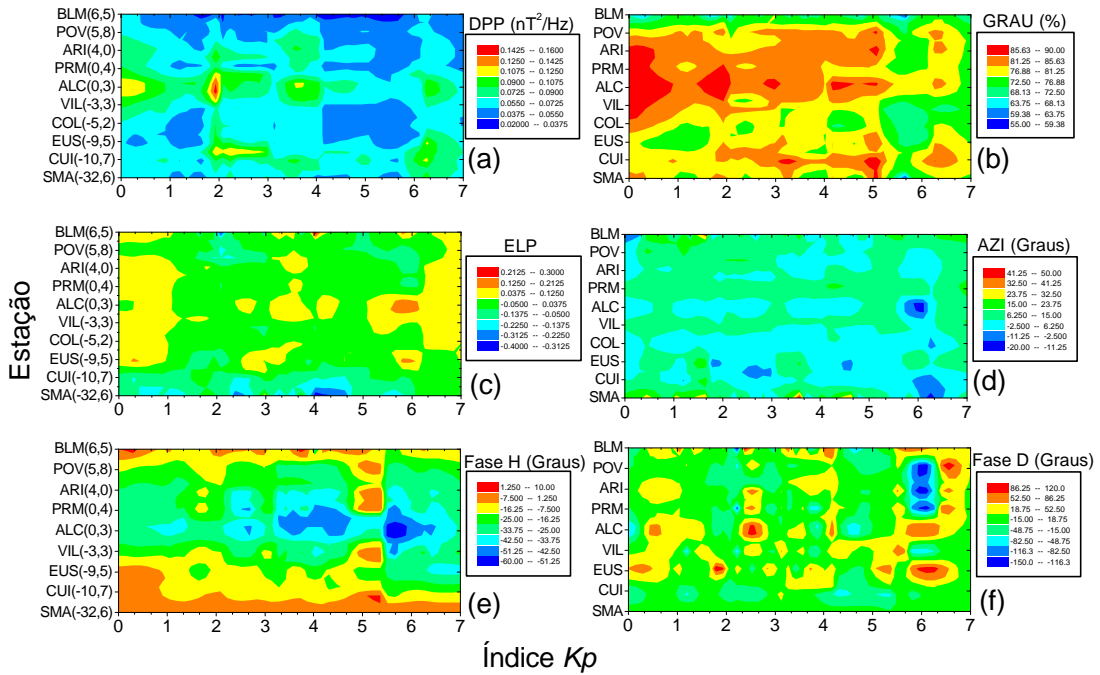 BLM(6,5)
POV(5,8)
ARI(4,0)
PRM(0,4)
ALC(0,3)
VIL(-3,3)
COL(-5,2)
EUS(-9,5)
CUI(-10,7)
SMA(-32,6)
0 1 2 3 4 5 6 7
(a)
DPP (nT²/Hz)
0.1425 -- 0.1600
0.1250 -- 0.1425
0.1075 -- 0.1250
0.0900 -- 0.1075
0.0725 -- 0.0900
0.0550 -- 0.0725
0.0375 -- 0.0550
0.02000 -- 0.0375
BLM
POV
ARI
PRM
ALC
VIL
COL
EUS
CUI
SMA
0 1 2 3 4 5 6 7
(b)
GRAU (%)
85.63 -- 90.00
81.25 -- 85.63
76.88 -- 81.25
72.50 -- 76.88
68.13 -- 72.50
63.75 -- 68.13
59.38 -- 63.75
55.00 -- 59.38
Estação
BLM(6,5)
POV(5,8)
ARI(4,0)
PRM(0,4)
ALC(0,3)
VIL(-3,3)
COL(-5,2)
EUS(-9,5)
CUI(-10,7)
SMA(-32,6)
0 1 2 3 4 5 6 7
(c)
ELP
0.2125 -- 0.3000
0.1250 -- 0.2125
0.0375 -- 0.1250
-0.0500 -- 0.0375
-0.1375 -- -0.0500
-0.2250 -- -0.1375
-0.3125 -- -0.2250
-0.4000 -- -0.3125
BLM
POV
ARI
PRM
ALC
VIL
COL
EUS
CUI
SMA
0 1 2 3 4 5 6 7
(d)
AZI (Graus)
41.25 -- 50.00
32.50 -- 41.25
23.75 -- 32.50
15.00 -- 23.75
6.250 -- 15.00
-2.500 -- 6.250
-11.25 -- -2.500
-20.00 -- -11.25
BLM(6,5)
POV(5,8)
ARI(4,0)
PRM(0,4)
ALC(0,3)
VIL(-3,3)
EUS(-9,5)
CUI(-10,7)
SMA(-32,6)
0 1 2 3 4 5 6 7
(e)
Fase H (Graus)
1.250 -- 10.00
-7.500 -- 1.250
-16.25 -- -7.500
-25.00 -- -16.25
-33.75 -- -25.00
-42.50 -- -33.75
-51.25 -- -42.50
-60.00 -- -51.25
BLM
POV
ARI
PRM
ALC
VIL
EUS
CUI
SMA
0 1 2 3 4 5 6 7
(f)
Fase D (Graus)
86.25 -- 120.0
52.50 -- 86.25
18.75 -- 52.50
-15.00 -- 18.75
-48.75 -- -15.00
-82.50 -- -48.75
-116.3 -- -82.50
-150.0 -- -116.3
Índice Kp